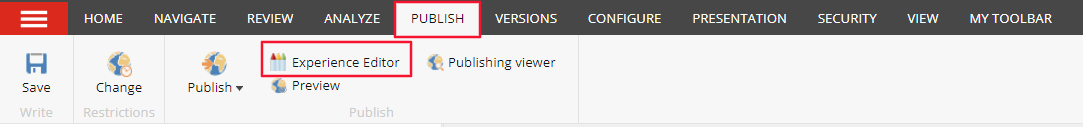 HOME NAVIGATE REVIEW ANALYZE PUBLISH VERSIONS CONFIGURE PRESENTATION SECURITY VIEW MY TOOLBAR
Experience Editor Publishing viewer
Save Change Publish Preview
Write Restrictions Publish